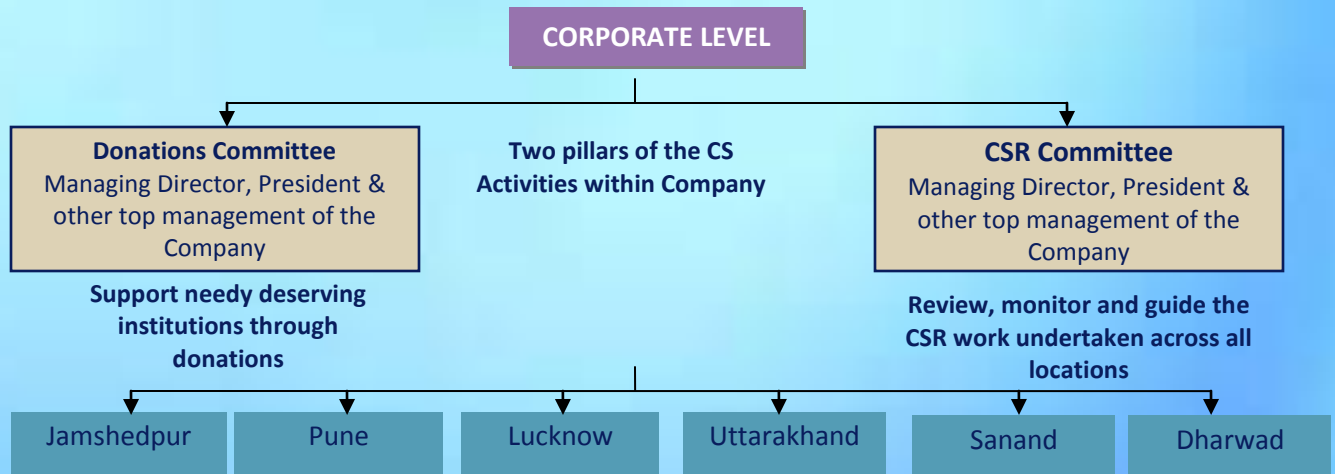 CORPORATE LEVEL
Donations Committee
Managing Director, President &
other top management of the
Company
Two pillars of the CS
Activities within Company
CSR Committee
Managing Director, President &
other top management of the
Company
Support needy deserving
institutions through
donations
Review, monitor and guide the
CSR work undertaken across all
locations
Jamshedpur
Pune
Lucknow
Uttarakhand
Sanand
Dharwad